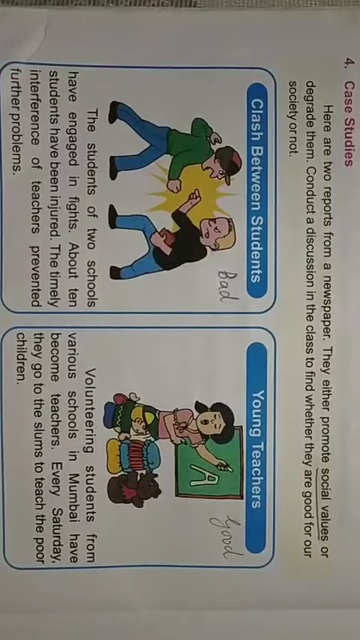 4. Case Studies
Here are two reports from a newspaper. They either promote social values or
degrade them. Conduct a discussion in the class to find whether they are good for our
society or not.
Clash Between Students
Bad
The students of two schools
have engaged in fights. About ten
students have been injured. The timely
interference of teachers prevented
further problems.
Young Teachers
Good
A
Volunteering students from
various schools in Mumbai have
become teachers. Every Saturday,
they go to the slums to teach the poor
children.